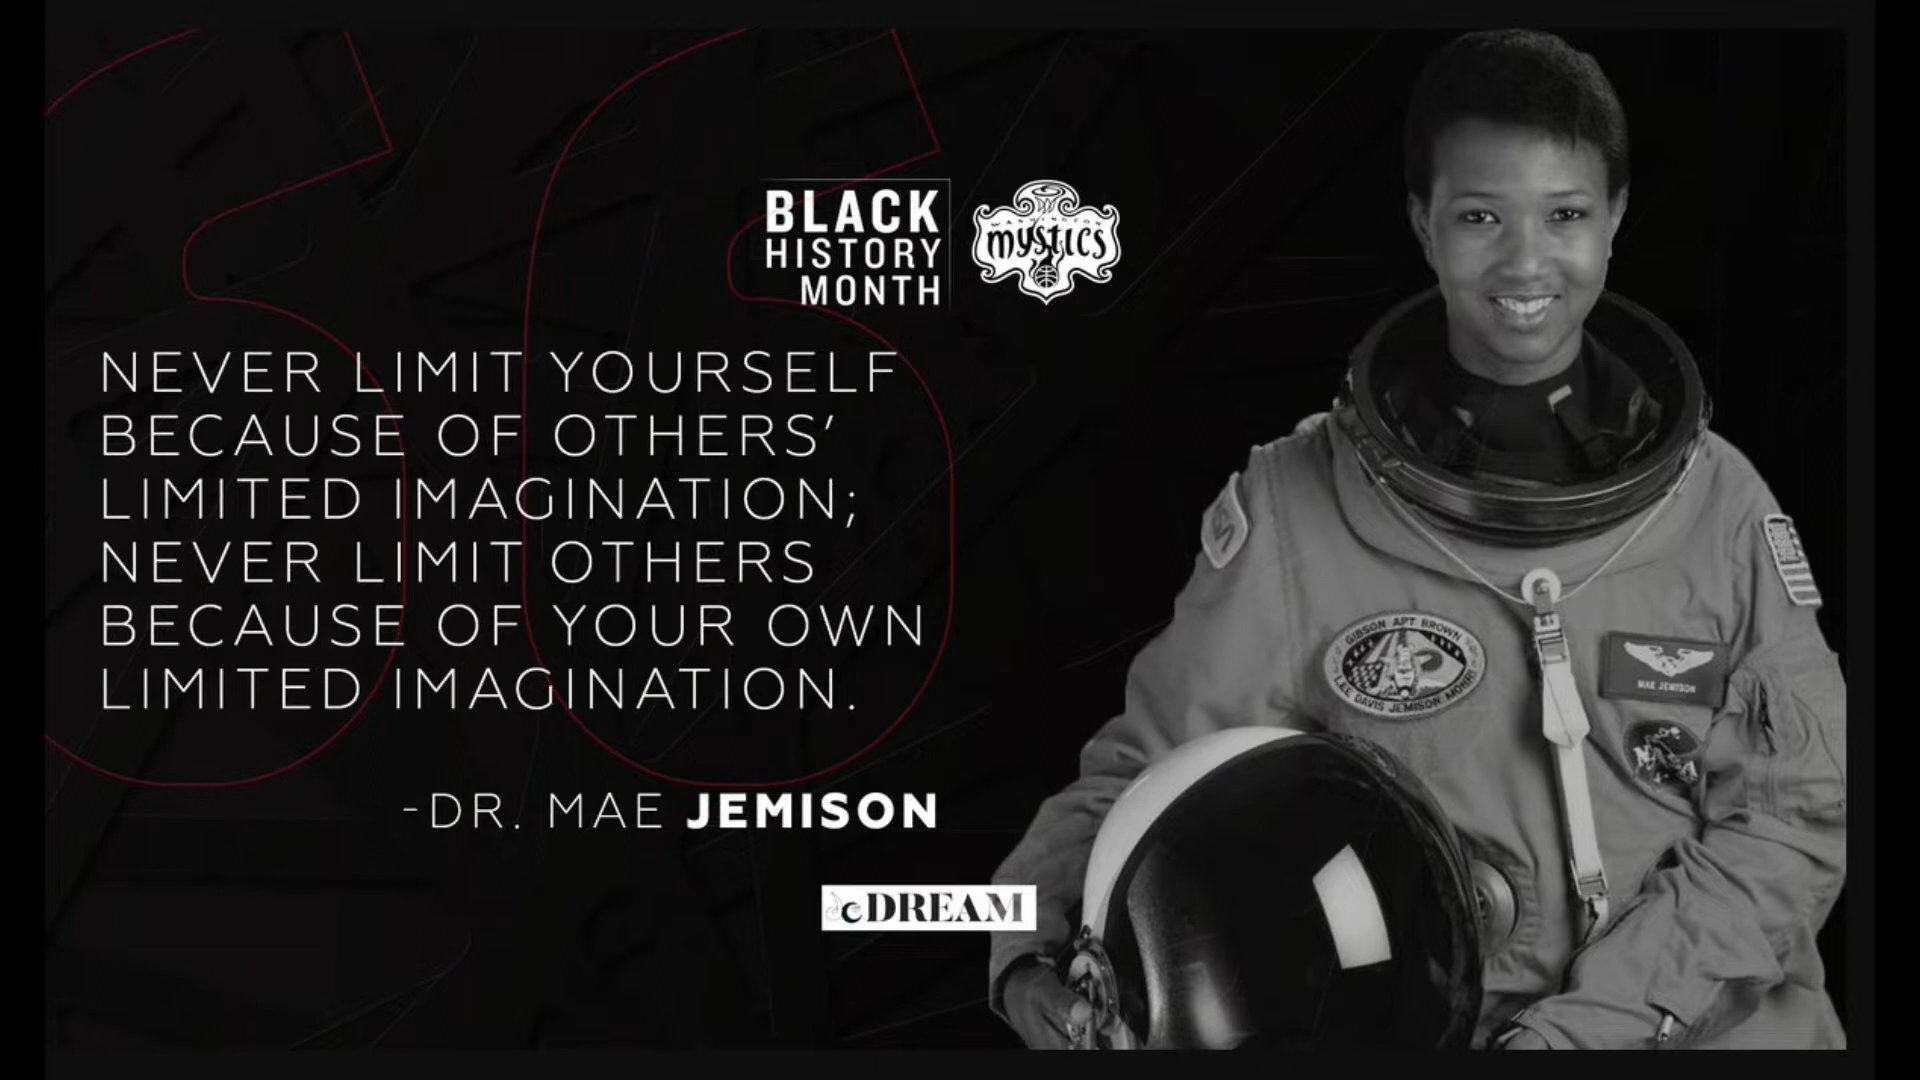 BLACK
HISTORY
MONTH
WASHINGTON
mystics
NEVER LIMIT YOURSELF
BECAUSE OF OTHERS’
LIMITED IMAGINATION;
NEVER LIMIT OTHERS
BECAUSE OF YOUR OWN
LIMITED IMAGINATION.
-DR. MAE JEMISON
DREAM
GIBSON APT BROWN
LEE DAVIS JEMISON MOHRI
MAE JEMISON